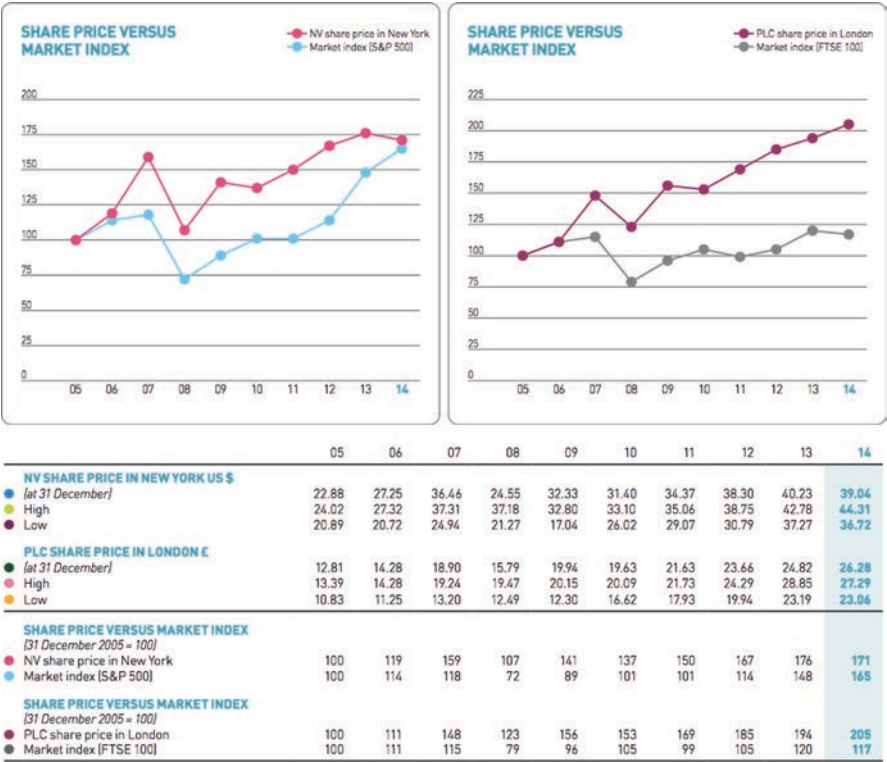 SHARE PRICE VERSUS
MARKET INDEX
NV share price in New York
Market index (S&P 500)
200
175
150
125
100
75
50
25
0
05 06 07 08 09 10 11 12 13 14
SHARE PRICE VERSUS
MARKET INDEX
PLC share price in London
Market index (FTSE 100)
225
200
175
150
125
100
75
50
25
0
05 06 07 08 09 10 11 12 13 14
05 06 07 08 09 10 11 12 13 14
NV SHARE PRICE IN NEW YORK US $
(at 31 December) 22.88 27.25 36.46 24.55 32.33 31.40 34.37 38.30 40.23 39.04
High 24.02 27.32 37.31 37.18 32.80 33.10 35.06 38.75 42.78 44.31
Low 20.89 20.72 24.94 21.27 17.04 26.02 29.07 30.79 37.27 36.72
PLC SHARE PRICE IN LONDON £
(at 31 December) 12.81 14.28 18.90 15.79 19.94 19.63 21.63 23.66 24.82 26.28
High 13.39 14.28 19.24 19.47 20.15 20.09 21.73 24.29 28.85 27.29
Low 10.83 11.25 13.20 12.49 12.30 16.62 17.93 19.94 23.19 23.06
SHARE PRICE VERSUS MARKET INDEX
(31 December 2005 = 100)
NV share price in New York 100 119 159 107 141 137 150 167 176 171
Market index (S&P 500) 100 114 118 72 89 101 101 114 148 165
SHARE PRICE VERSUS MARKET INDEX
(31 December 2005 = 100)
PLC share price in London 100 111 148 123 156 153 169 185 194 205
Market index (FTSE 100) 100 111 115 79 96 105 99 105 120 117